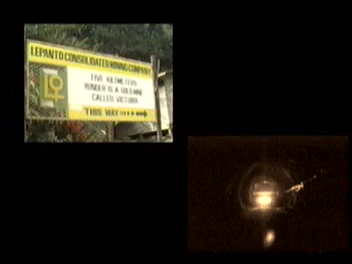 LEPANTO CONSOLIDATED MINING COMPANY
FIVE KILOMETERS
YONDER IS A GOLD MINE
CALLED VICTORIA
THIS WAY